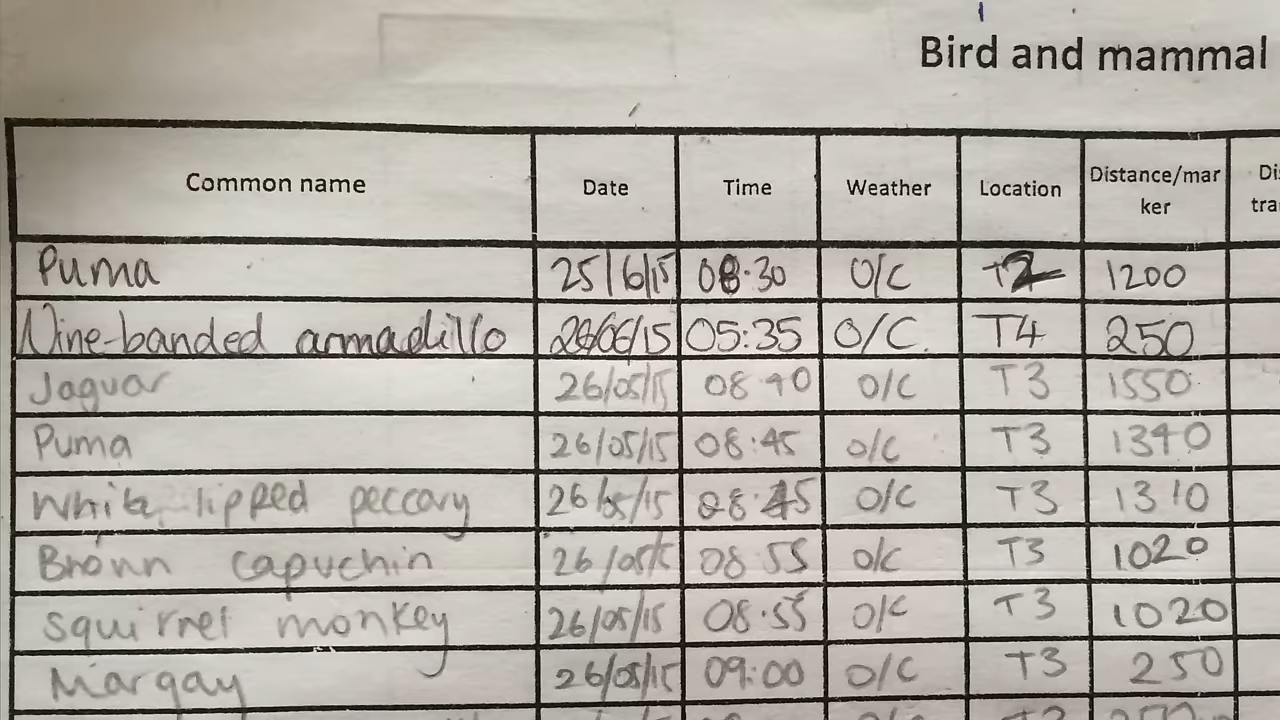 Bird and mammal
Common name Date Time Weather Location Distance/mar ker
Puma 25/6/15 08:30 O/C T2 1200
Nine-banded armadillo 26/06/15 05:35 O/C. T4 250
Jaguar 26/05/15 08 40 O/C T3 1550
Puma 26/05/15 08:45 O/C T3 1340
White lipped peccary 26/05/15 08:45 O/C T3 1310
Brown capuchin 26/05/15 08 55 O/C T3 1020
squirrel monkey 26/05/15 08:55 O/C T3 1020
Margay 26/05/15 09:00 O/C T3 250